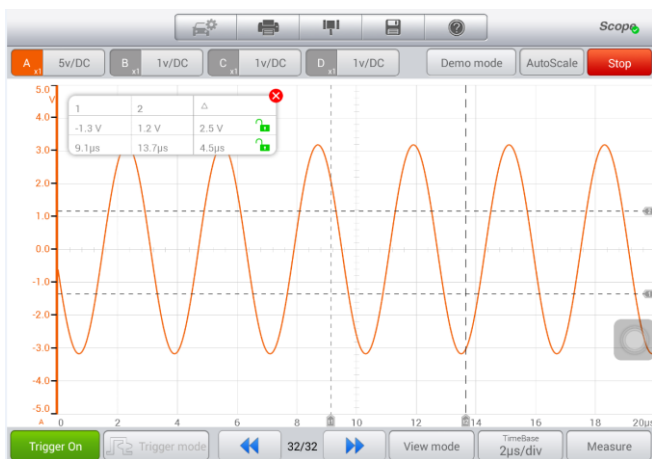 Scope
A x1 5v/DC B x1 1v/DC C x1 1v/DC D x1 1v/DC Demo mode AutoScale Stop
5.0
V
1 2 △
4.0
-1.3 V 1.2 V 2.5 V
9.1µs 13.7µs 4.5µs
3.0
2.0
1.0
0.0
-1.0
-2.0
-3.0
-4.0
-5.0
0 2 4 6 8 10 12 14 16 18 20µs
Trigger On Trigger mode 32/32 View mode TimeBase 2µs/div Measure